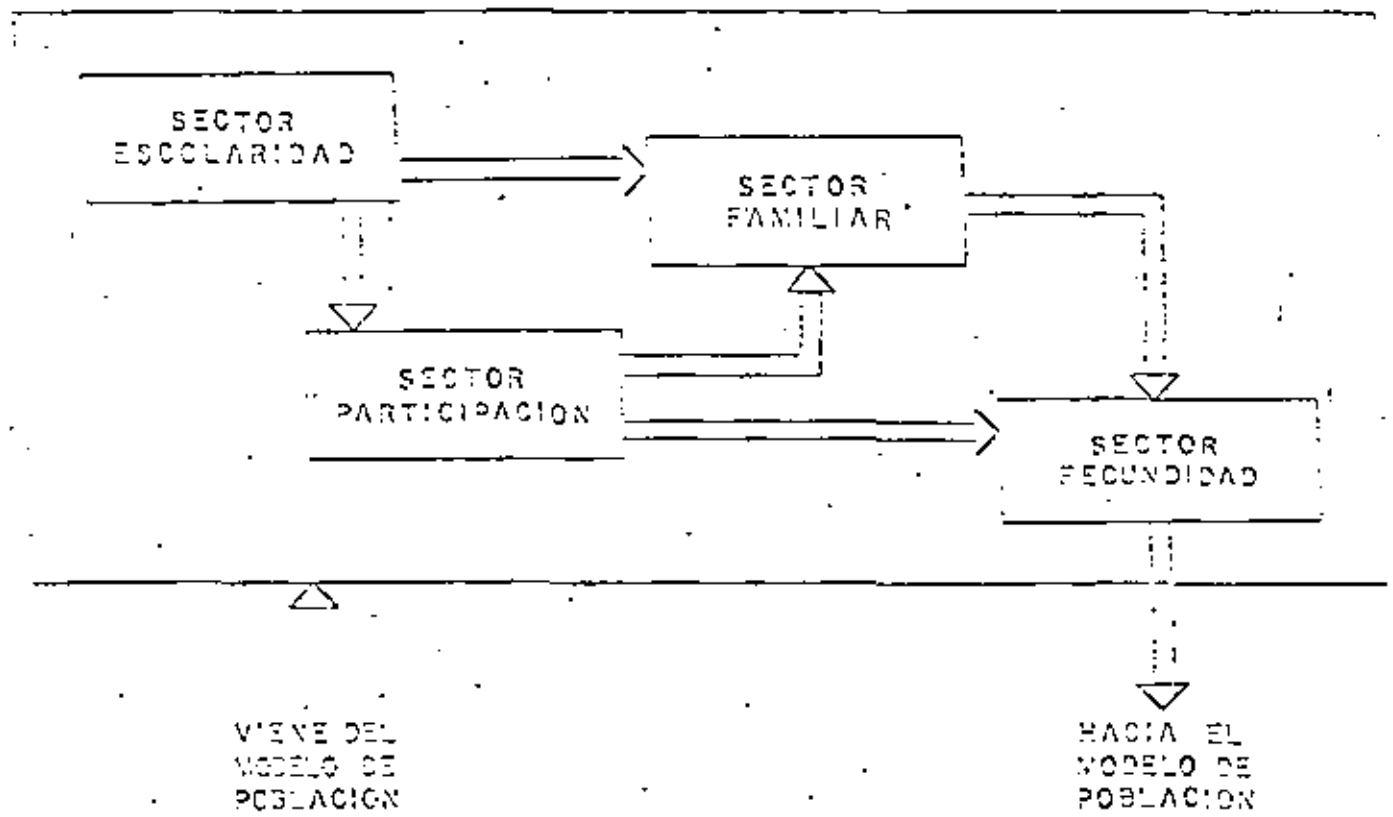 SECTOR
ESCOLARIDAD
SECTOR
FAMILIAR
SECTOR
PARTICIPACION
SECTOR
FECUNDIDAD
VIENE DEL
MODELO DE
POBLACION
HACIA EL
MODELO DE
POBLACION